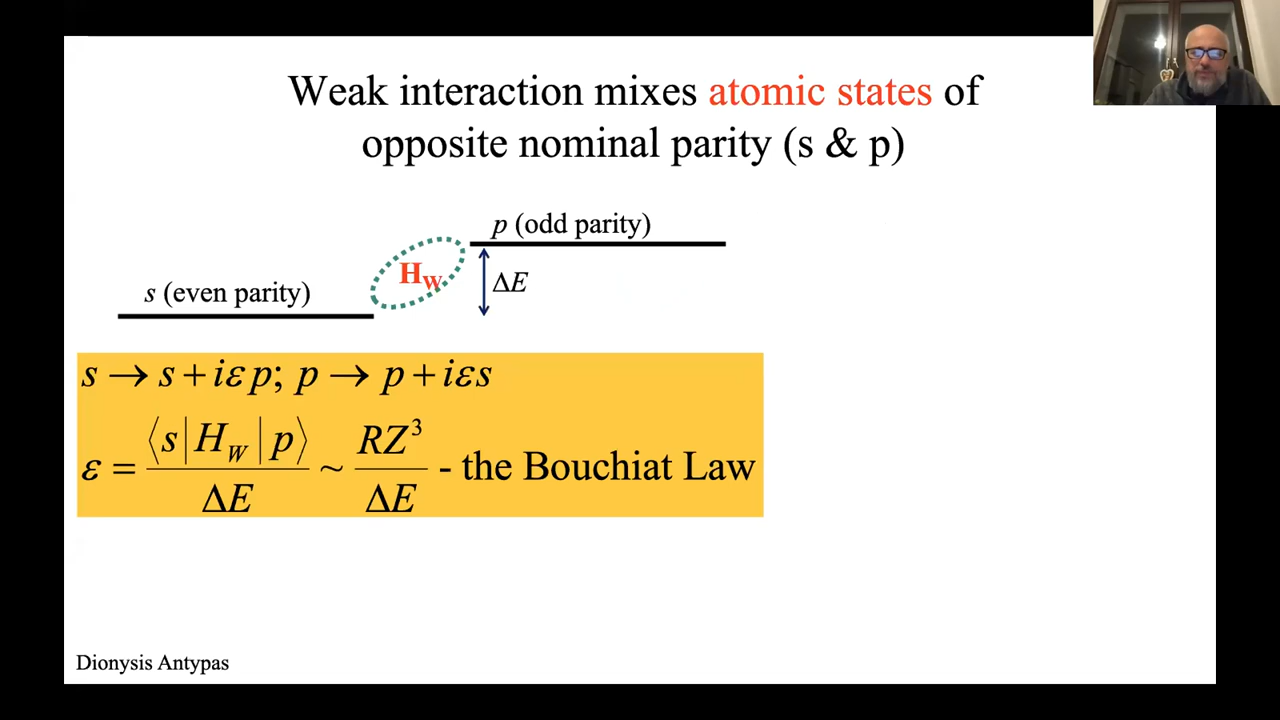 Weak interaction mixes atomic states of
opposite nominal parity (s & p)
p (odd parity)
H_W
ΔE
s (even parity)
s → s + iε p; p → p + iε s
ε = ⟨s|H_W|p⟩ / ΔE ~ RZ³ / ΔE - the Bouchiat Law
Dionysis Antypas